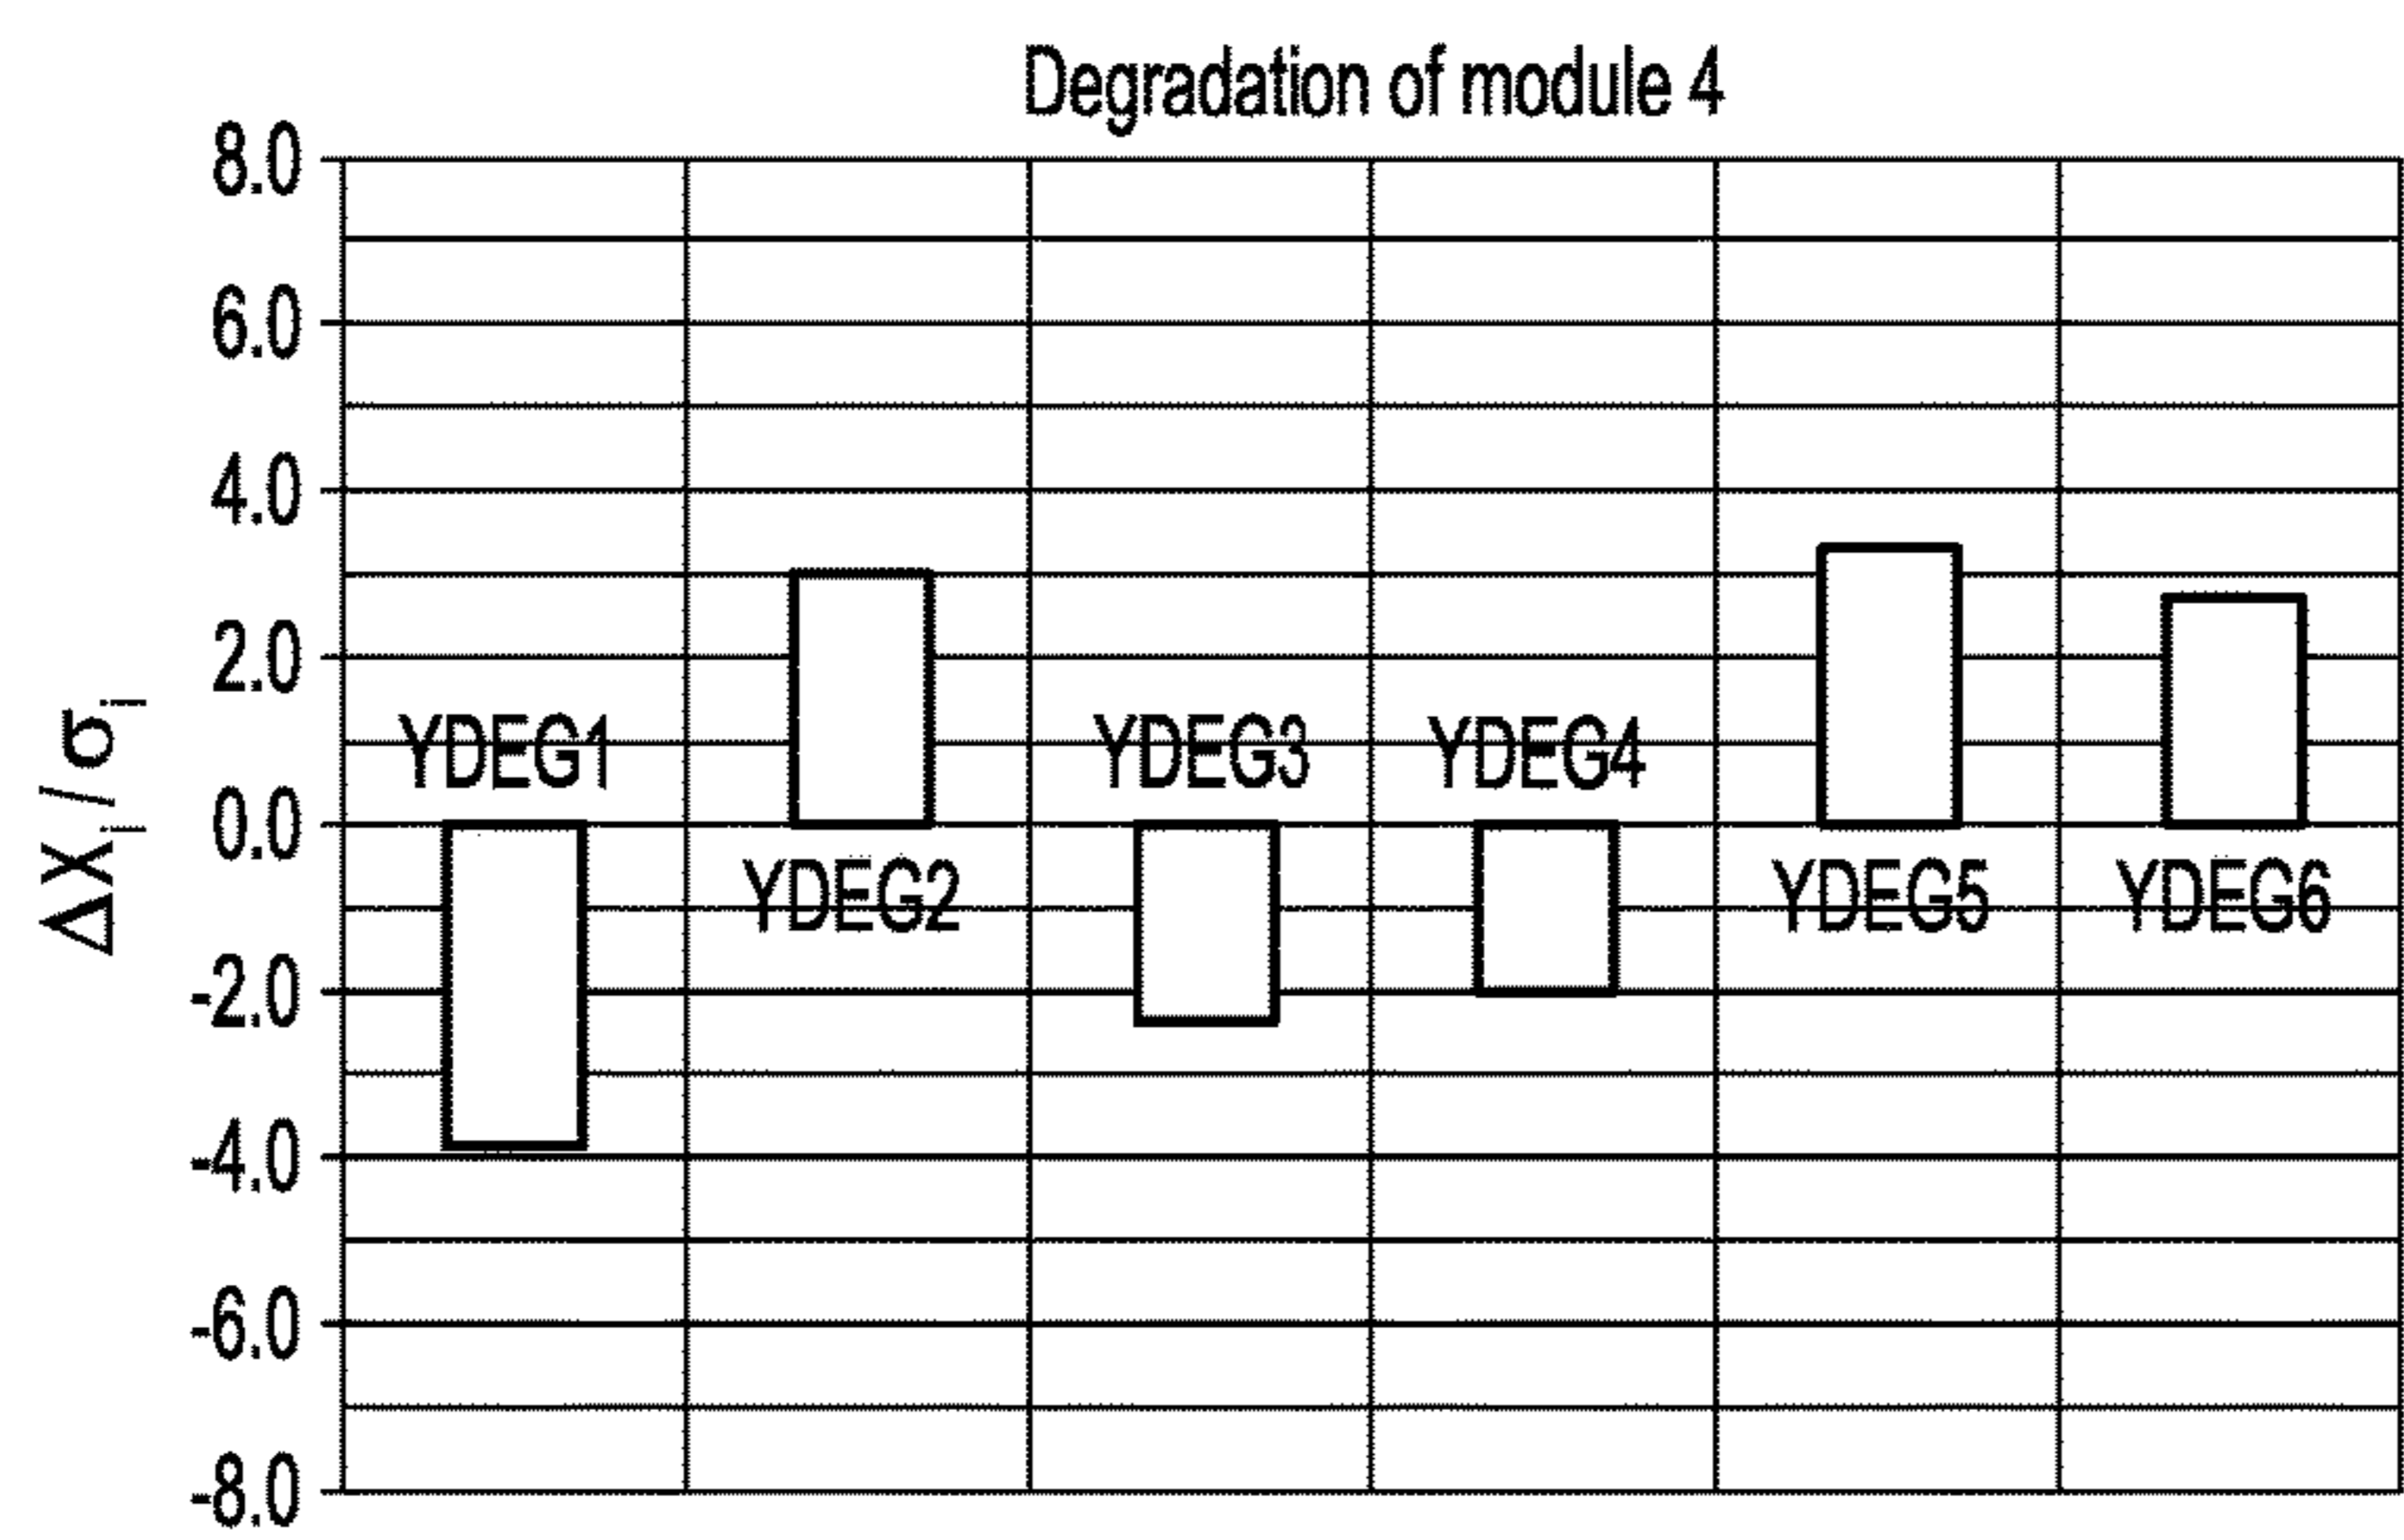 Degradation of module 4
8.0
6.0
4.0
2.0
0.0
-2.0
-4.0
-6.0
-8.0
ΔXᵢ / σᵢ
YDEG1
YDEG2
YDEG3
YDEG4
YDEG5
YDEG6